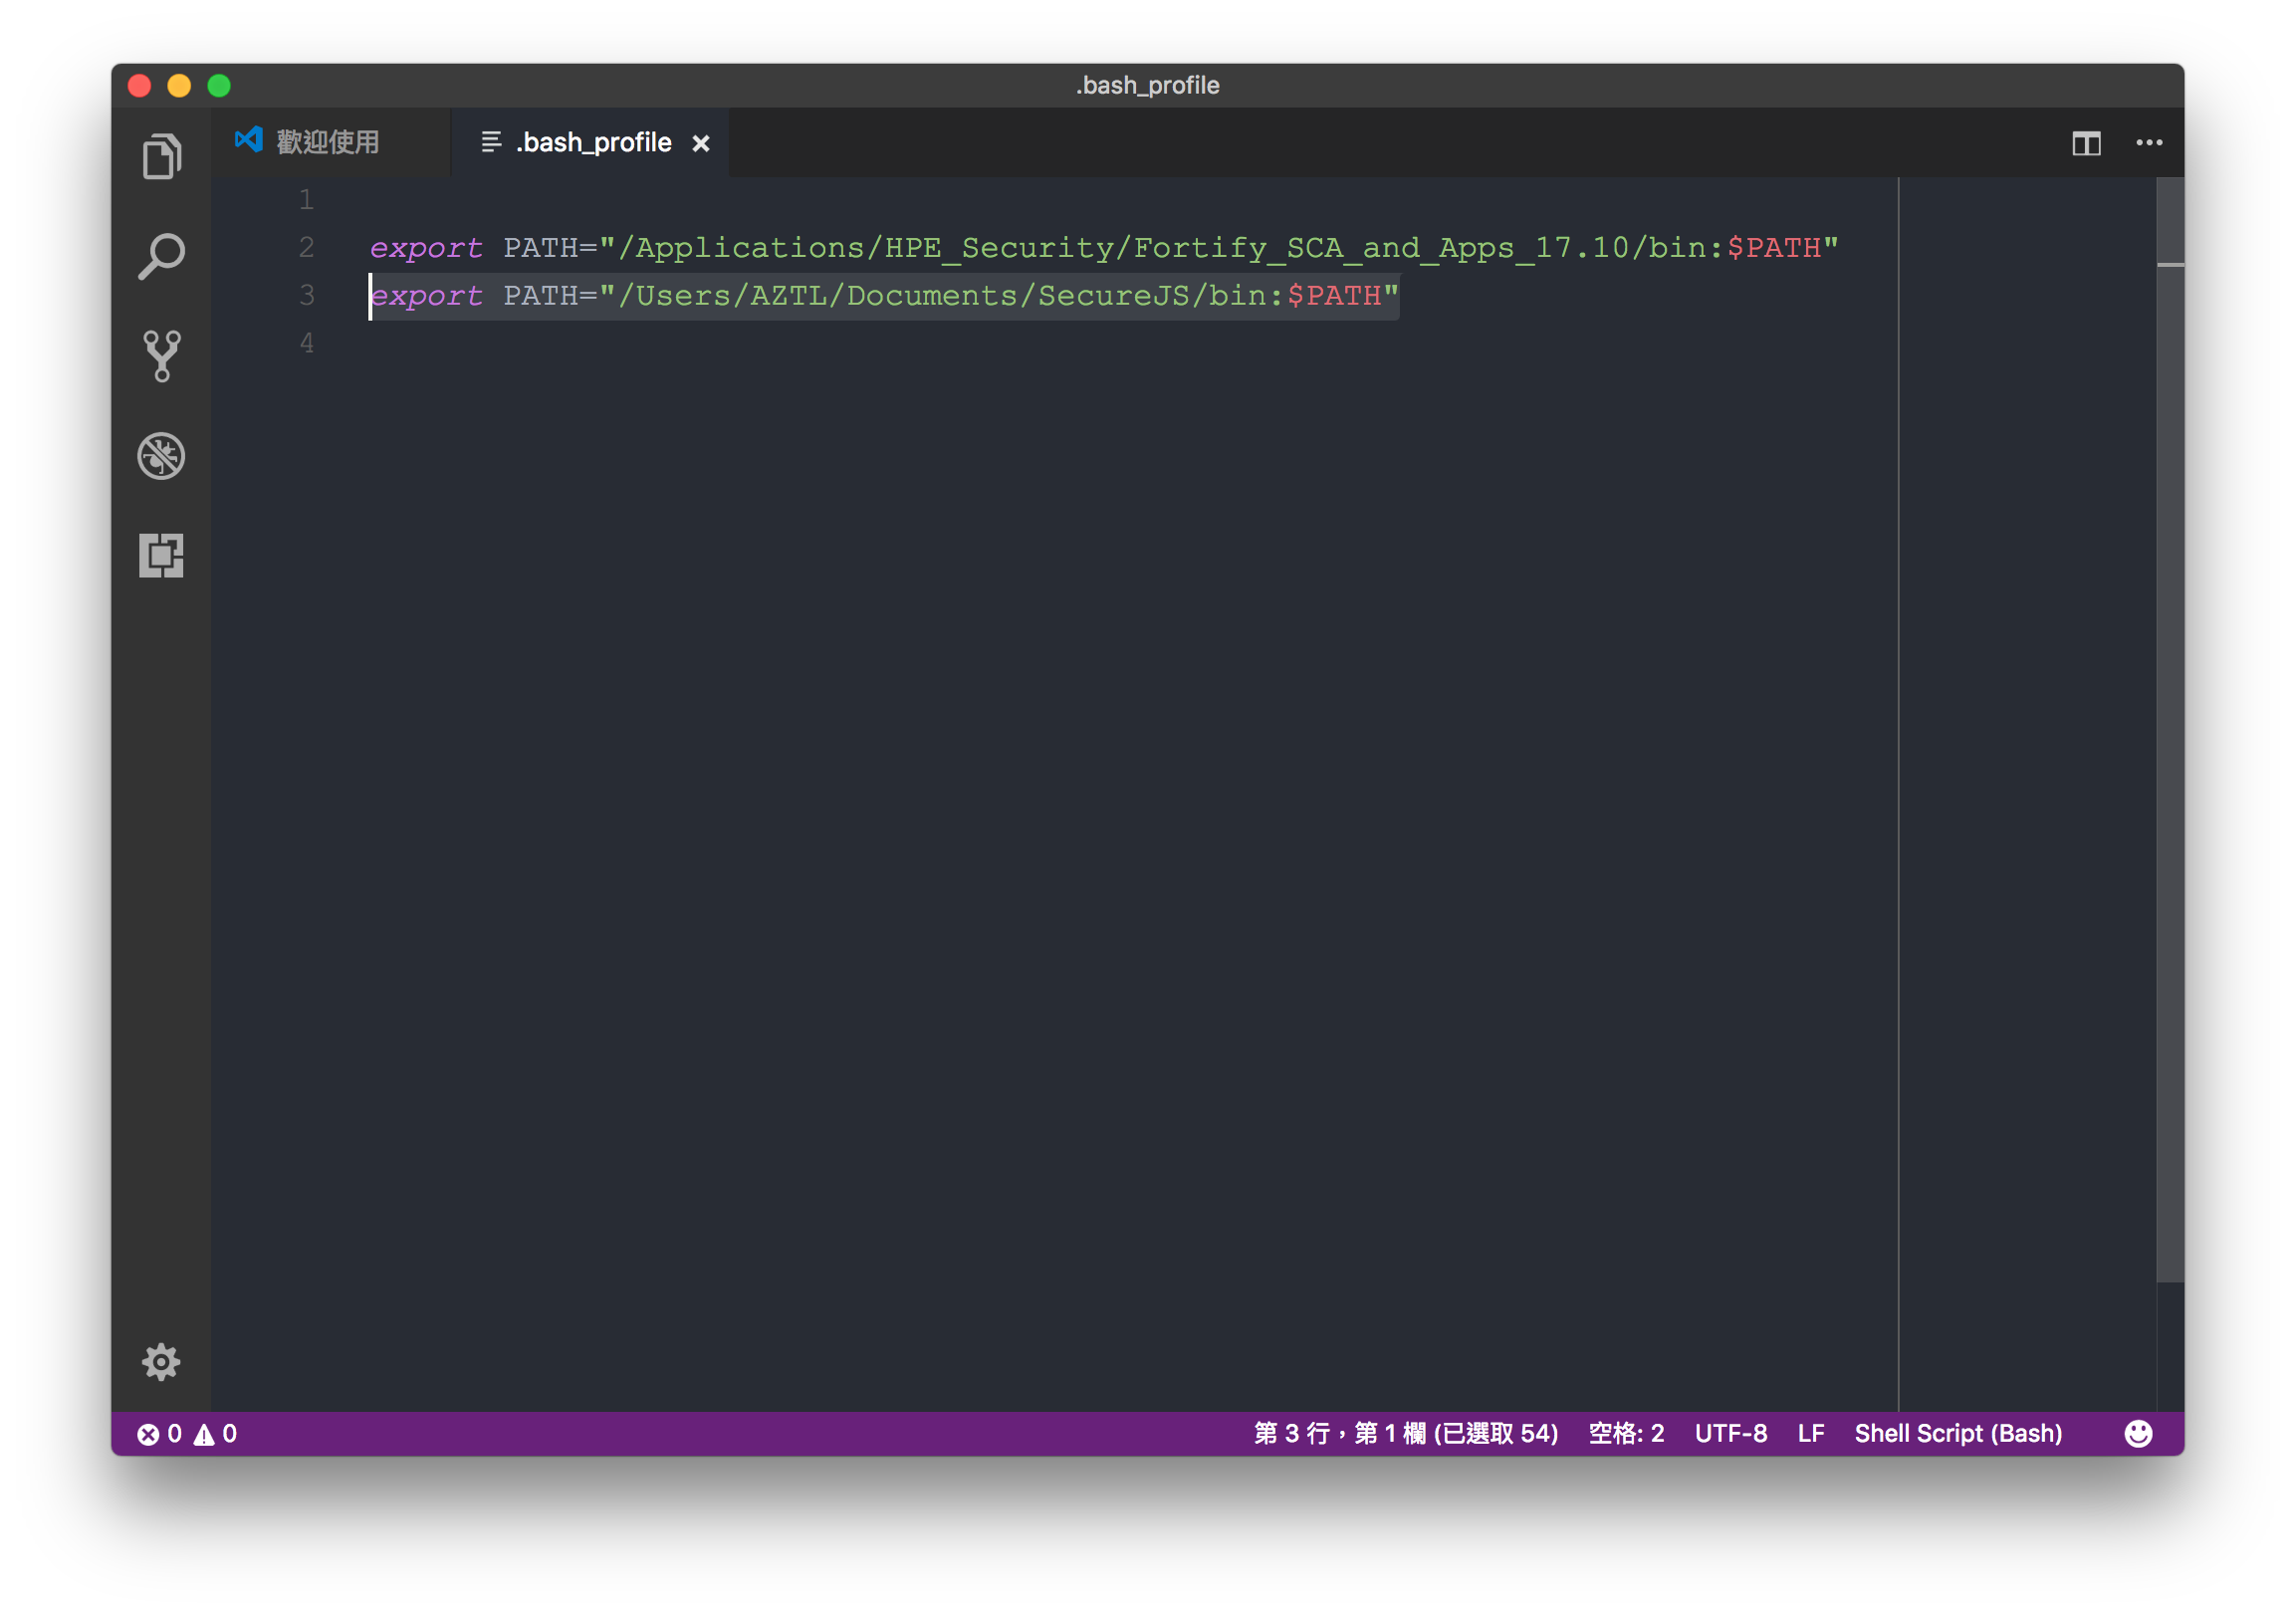 .bash_profile
歡迎使用
.bash_profile
1
2 export PATH="/Applications/HPE_Security/Fortify_SCA_and_Apps_17.10/bin:$PATH"
3 export PATH="/Users/AZTL/Documents/SecureJS/bin:$PATH"
4
0 0 第 3 行，第 1 欄 (已選取 54) 空格: 2 UTF-8 LF Shell Script (Bash)